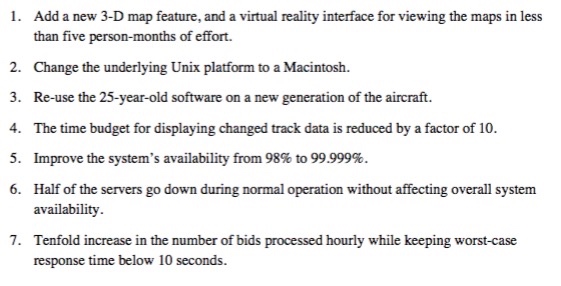 1. Add a new 3-D map feature, and a virtual reality interface for viewing the maps in less
than five person-months of effort.
2. Change the underlying Unix platform to a Macintosh.
3. Re-use the 25-year-old software on a new generation of the aircraft.
4. The time budget for displaying changed track data is reduced by a factor of 10.
5. Improve the system's availability from 98% to 99.999%.
6. Half of the servers go down during normal operation without affecting overall system
availability.
7. Tenfold increase in the number of bids processed hourly while keeping worst-case
response time below 10 seconds.